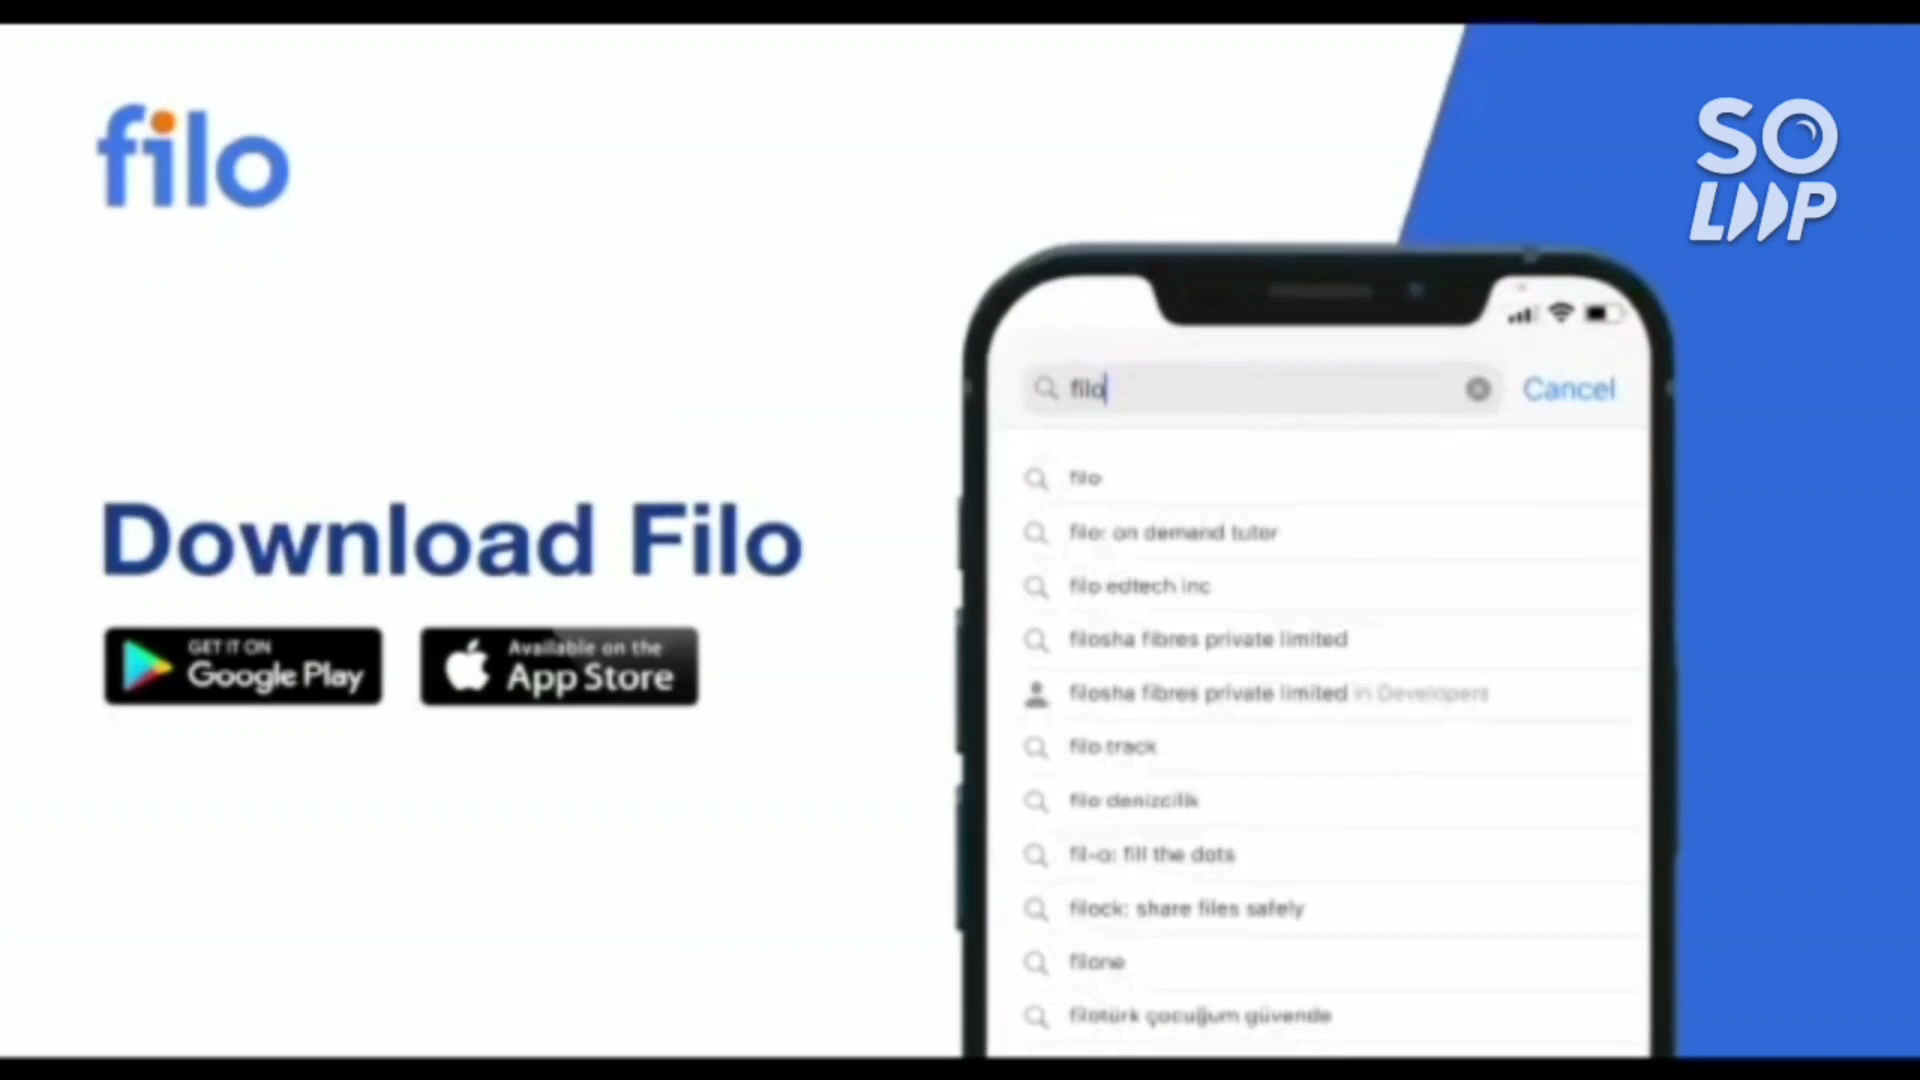 filo
SO
LOOP
filo
Cancel
filo
filo: on demand tutor
Download Filo
filo edtech inc
GET IT ON
Google Play
Available on the
App Store
filosha fibres private limited
filosha fibres private limited in Developers
filo track
filo denizcilik
fil-o: fill the dots
filock: share files safely
filone
filotürk çocuğum güvende